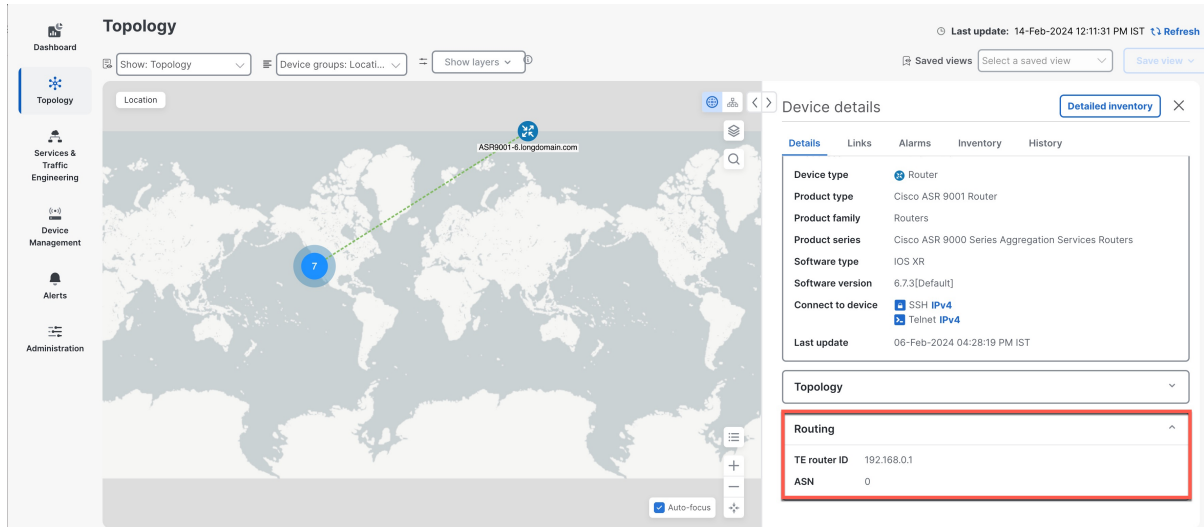 Topology
Last update: 14-Feb-2024 12:11:31 PM IST Refresh
Dashboard
Topology
Services &
Traffic
Engineering
Device
Management
Alerts
Administration
Show: Topology
Device groups: Locati...
Show layers
Saved views Select a saved view
Save view
Location
ASR9001-6.longdomain.com
7
Auto-focus
Device details
Detailed inventory
Details Links Alarms Inventory History
Device type Router
Product type Cisco ASR 9001 Router
Product family Routers
Product series Cisco ASR 9000 Series Aggregation Services Routers
Software type IOS XR
Software version 6.7.3[Default]
Connect to device SSH IPv4
Telnet IPv4
Last update 06-Feb-2024 04:28:19 PM IST
Topology
Routing
TE router ID 192.168.0.1
ASN 0